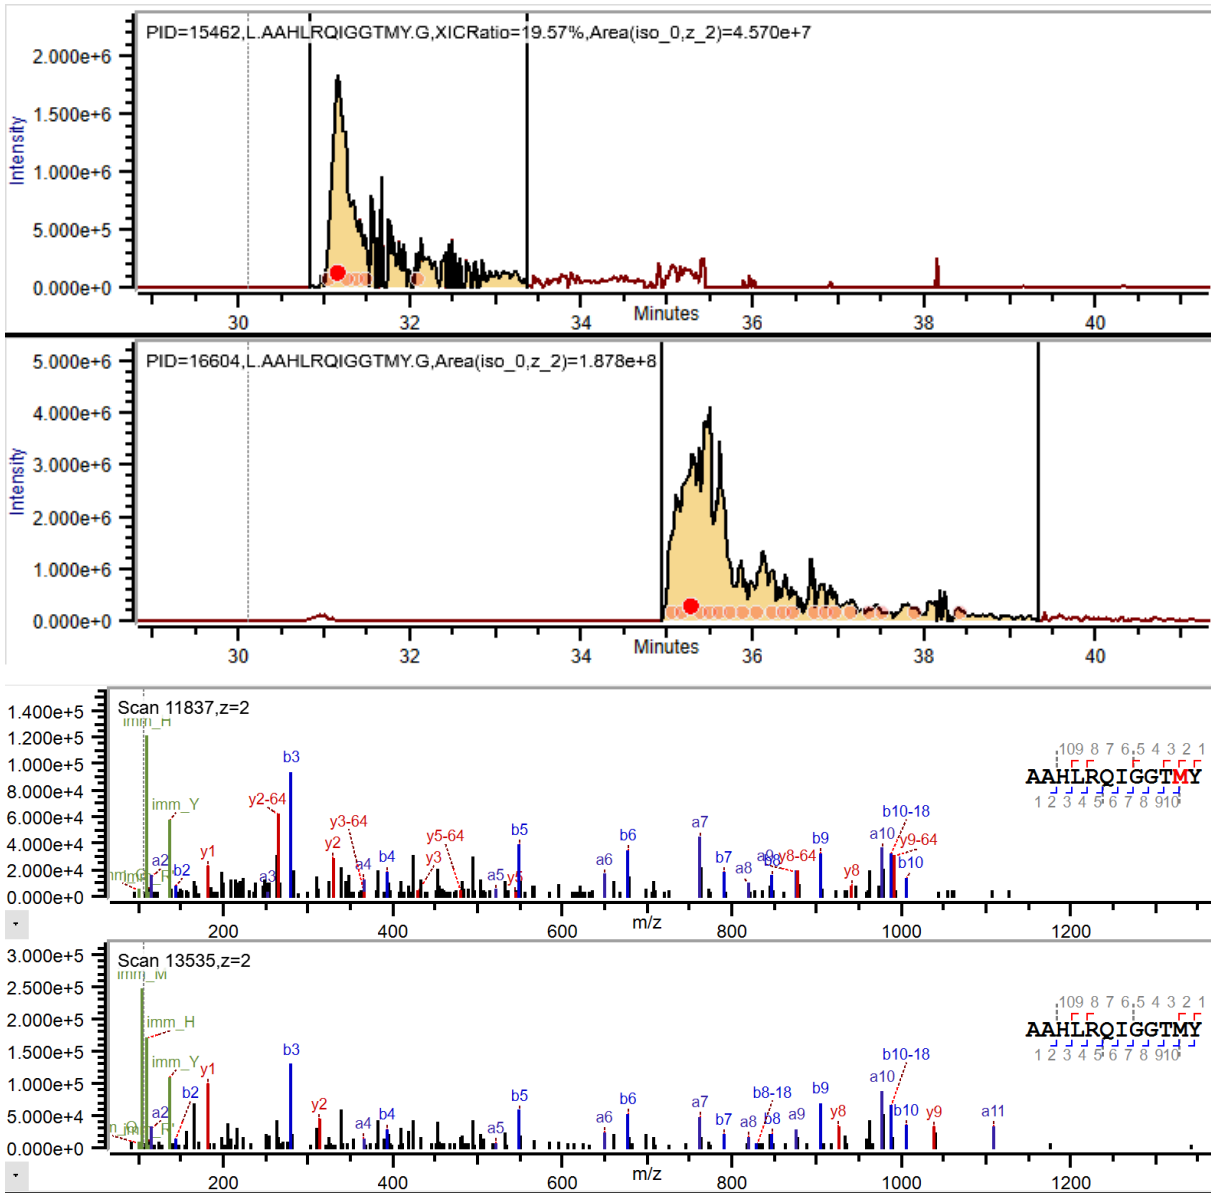 PID=15462,L.AAHLRQIGGTMY.G,XICRatio=19.57%,Area(iso_0,z_2)=4.570e+7
2.000e+6
1.500e+6
1.000e+6
5.000e+5
0.000e+0
Intensity
30 32 34 36 38 40
Minutes
PID=16604,L.AAHLRQIGGTMY.G,Area(iso_0,z_2)=1.878e+8
5.000e+6
4.000e+6
3.000e+6
2.000e+6
1.000e+6
0.000e+0
Intensity
30 32 34 36 38 40
Minutes
Scan 11837,z=2
1.400e+5
1.200e+5
1.000e+5
8.000e+4
6.000e+4
4.000e+4
2.000e+4
0.000e+0
imm_H
imm_Y
a2
b2
y1
a3
y2-64
b3
y2
y3-64
a4
b4
y3
y5-64
a5
y5
b5
a6
b6
a7
b7
a8
b8
y8-64
b9
y8
a10
b10-18
y9-64
b10
109 8 7 6 5 4 3 2 1
AAHLRQIGGTMY
1 2 3 4 5 6 7 8 910
200 400 600 800 1000 1200
m/z
Scan 13535,z=2
3.000e+5
2.500e+5
2.000e+5
1.500e+5
1.000e+5
5.000e+4
0.000e+0
imm_M
imm_H
imm_Y
a2
b2
y1
b3
y2
a4
b4
a5
b5
a6
b6
a7
b7
a8
b8-18
b8
a9
b9
y8
a10
b10-18
b10
y9
a11
109 8 7 6 5 4 3 2 1
AAHLRQIGGTMY
1 2 3 4 5 6 7 8 910
200 400 600 800 1000 1200
m/z